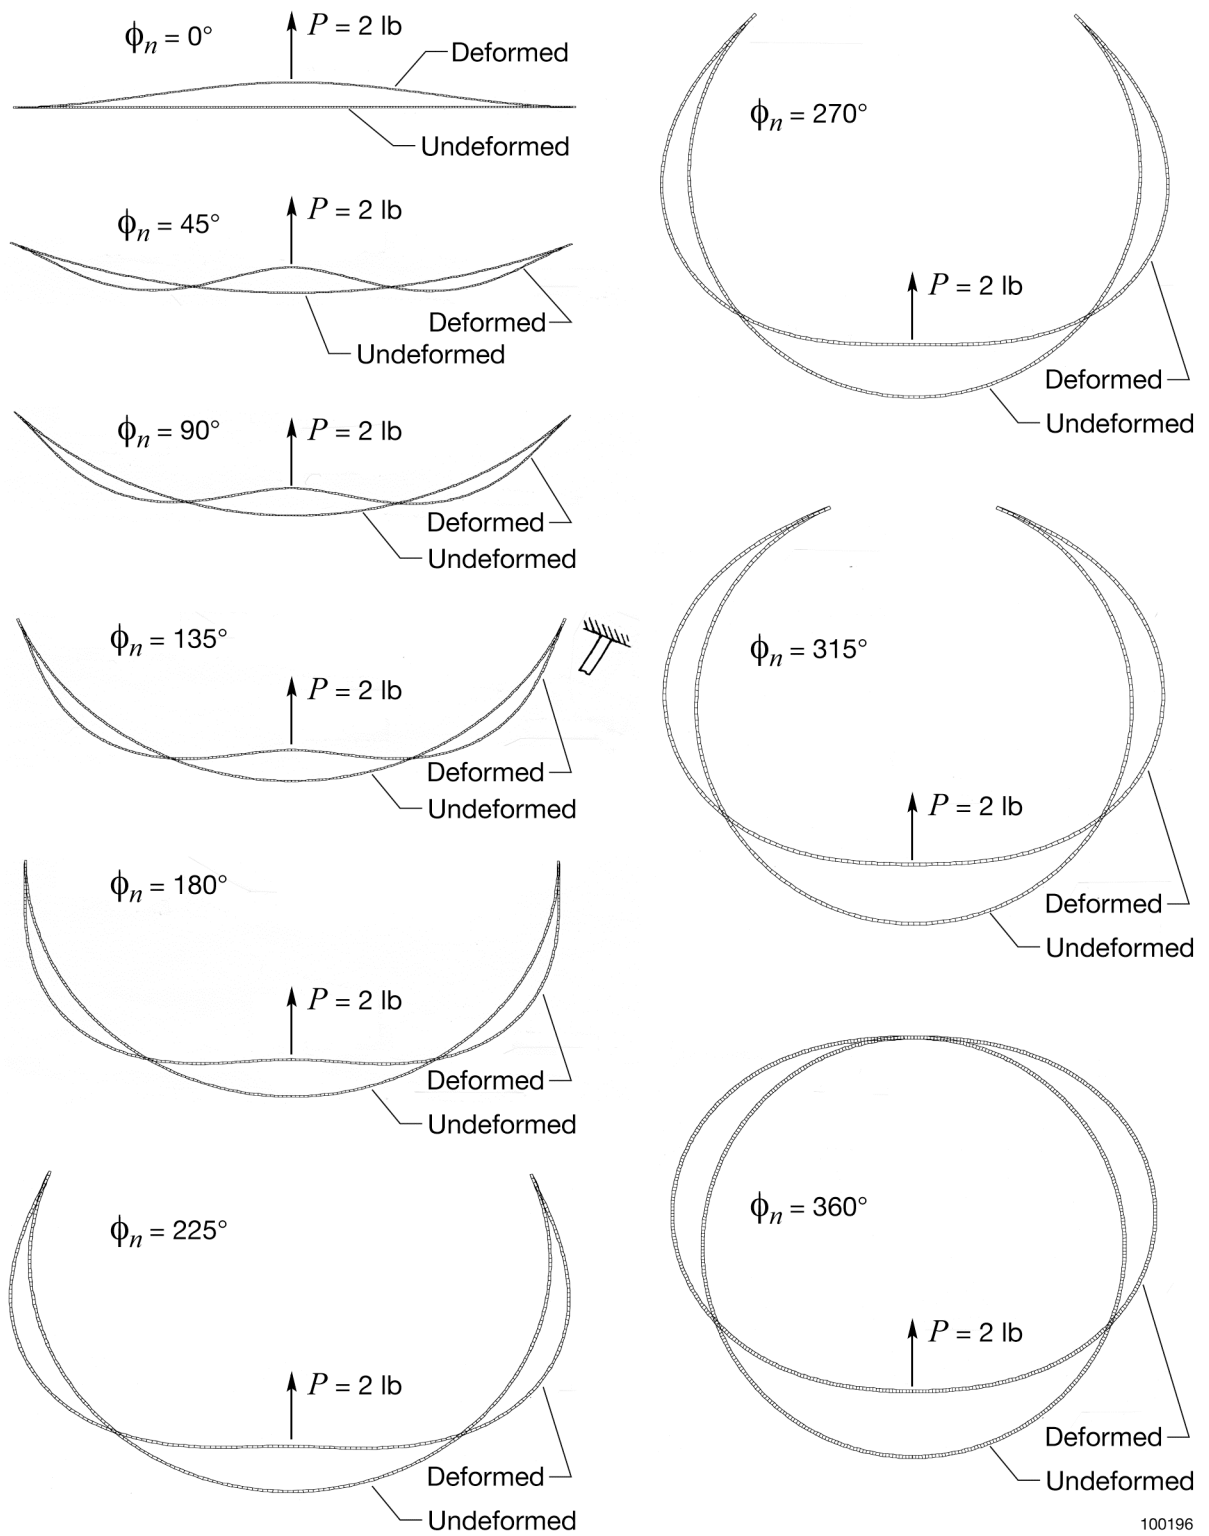 ϕn = 0°
P = 2 lb
Deformed
Undeformed
ϕn = 45°
P = 2 lb
Deformed
Undeformed
ϕn = 90°
P = 2 lb
Deformed
Undeformed
ϕn = 135°
P = 2 lb
Deformed
Undeformed
ϕn = 180°
P = 2 lb
Deformed
Undeformed
ϕn = 225°
P = 2 lb
Deformed
Undeformed
ϕn = 270°
P = 2 lb
Deformed
Undeformed
ϕn = 315°
P = 2 lb
Deformed
Undeformed
ϕn = 360°
P = 2 lb
Deformed
Undeformed
100196